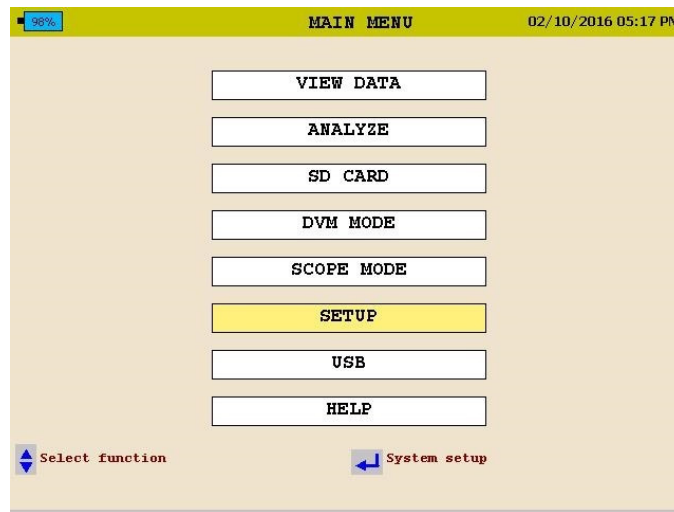 98% MAIN MENU 02/10/2016 05:17 PM
VIEW DATA
ANALYZE
SD CARD
DVM MODE
SCOPE MODE
SETUP
USB
HELP
Select function System setup